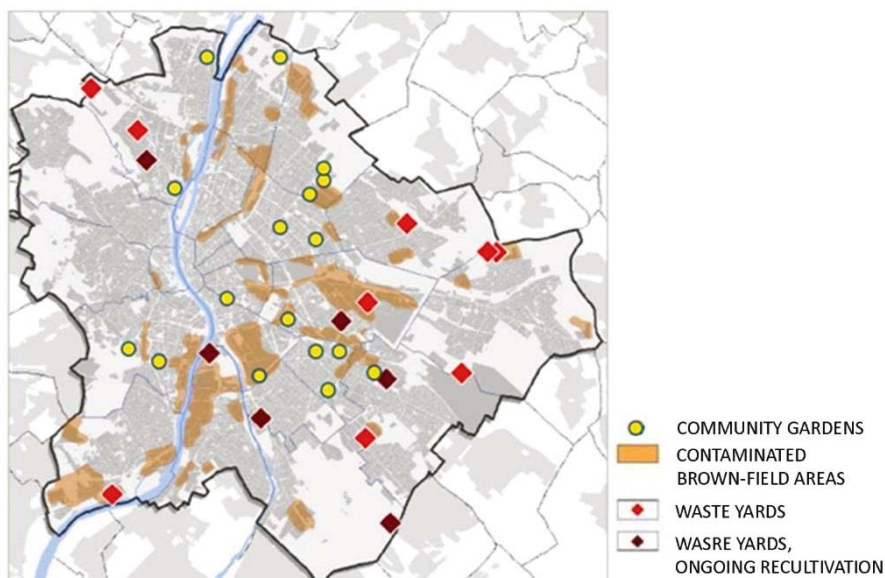 COMMUNITY GARDENS
CONTAMINATED
BROWN-FIELD AREAS
WASTE YARDS
WASRE YARDS,
ONGOING RECULTIVATION